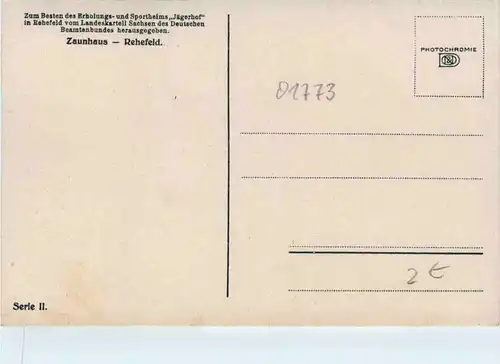 Zum Besten des Erholungs- und Sportheims „Jägerhof"
in Rehefeld vom Landeskartell Sachsen des Deutschen
Beamtenbundes herausgegeben.
Zaunhaus — Rehefeld.
PHOTOCHROMIE
01773
2 €
Serie II.